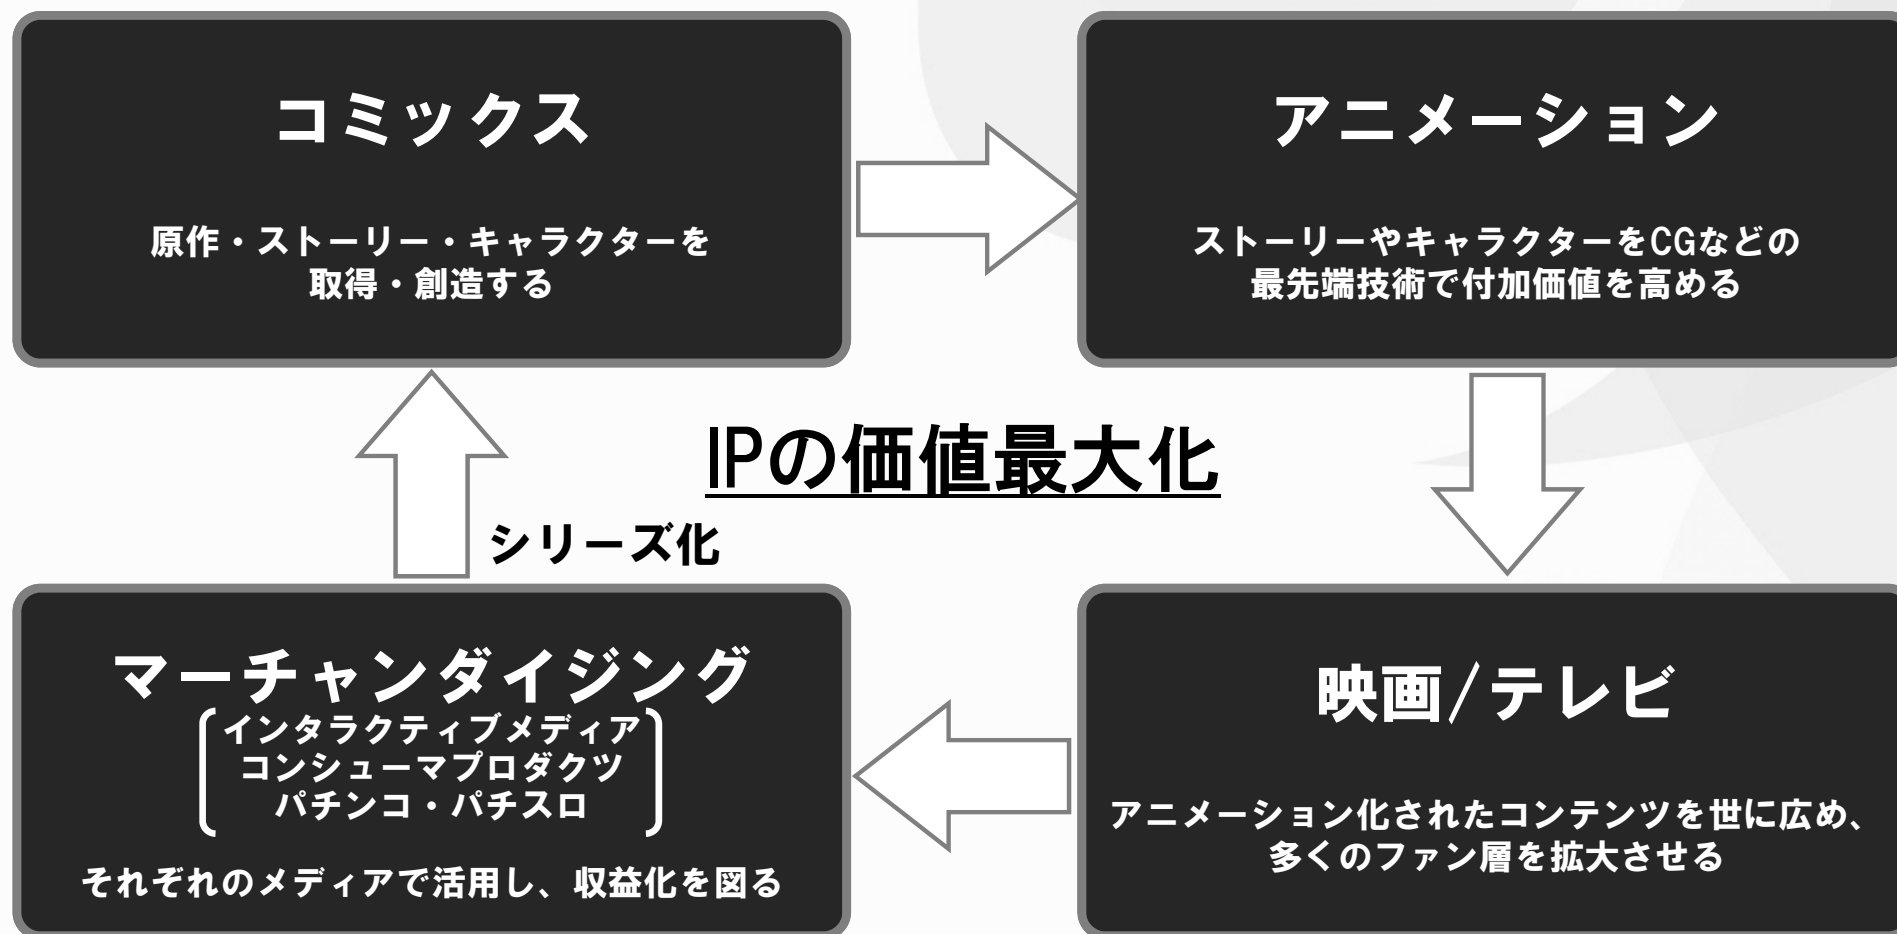 コミックス
原作・ストーリー・キャラクターを
取得・創造する
アニメーション
ストーリーやキャラクターをCGなどの
最先端技術で付加価値を高める
IPの価値最大化
シリーズ化
マーチャンダイジング
インタラクティブメディア
コンシューマプロダクツ
パチンコ・パチスロ
それぞれのメディアで活用し、収益化を図る
映画/テレビ
アニメーション化されたコンテンツを世に広め、
多くのファン層を拡大させる